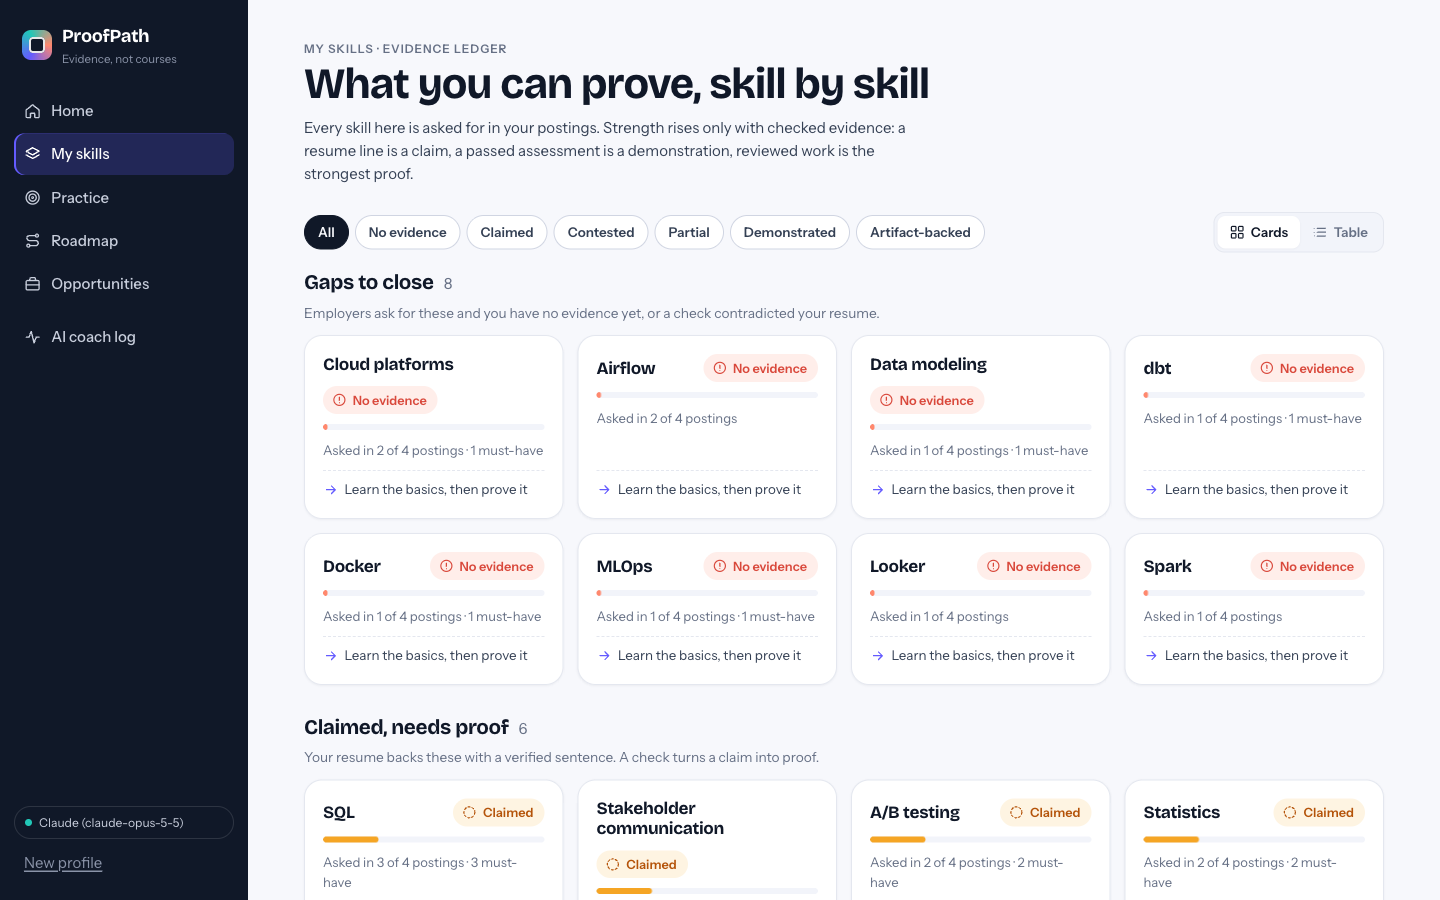 ProofPath
Evidence, not courses
Home
My skills
Practice
Roadmap
Opportunities
AI coach log
Claude (claude-opus-5-5)
New profile
MY SKILLS · EVIDENCE LEDGER
What you can prove, skill by skill
Every skill here is asked for in your postings. Strength rises only with checked evidence: a
resume line is a claim, a passed assessment is a demonstration, reviewed work is the
strongest proof.
All
No evidence
Claimed
Contested
Partial
Demonstrated
Artifact-backed
Cards
Table
Gaps to close 8
Employers ask for these and you have no evidence yet, or a check contradicted your resume.
Cloud platforms
No evidence
Asked in 2 of 4 postings · 1 must-have
Learn the basics, then prove it
Airflow
No evidence
Asked in 2 of 4 postings
Learn the basics, then prove it
Data modeling
No evidence
Asked in 1 of 4 postings · 1 must-have
Learn the basics, then prove it
dbt
No evidence
Asked in 1 of 4 postings · 1 must-have
Learn the basics, then prove it
Docker
No evidence
Asked in 1 of 4 postings · 1 must-have
Learn the basics, then prove it
MLOps
No evidence
Asked in 1 of 4 postings · 1 must-have
Learn the basics, then prove it
Looker
No evidence
Asked in 1 of 4 postings
Learn the basics, then prove it
Spark
No evidence
Asked in 1 of 4 postings
Learn the basics, then prove it
Claimed, needs proof 6
Your resume backs these with a verified sentence. A check turns a claim into proof.
SQL
Claimed
Asked in 3 of 4 postings · 3 must-
have
Stakeholder
communication
Claimed
A/B testing
Claimed
Asked in 2 of 4 postings · 2 must-
have
Statistics
Claimed
Asked in 2 of 4 postings · 2 must-
have